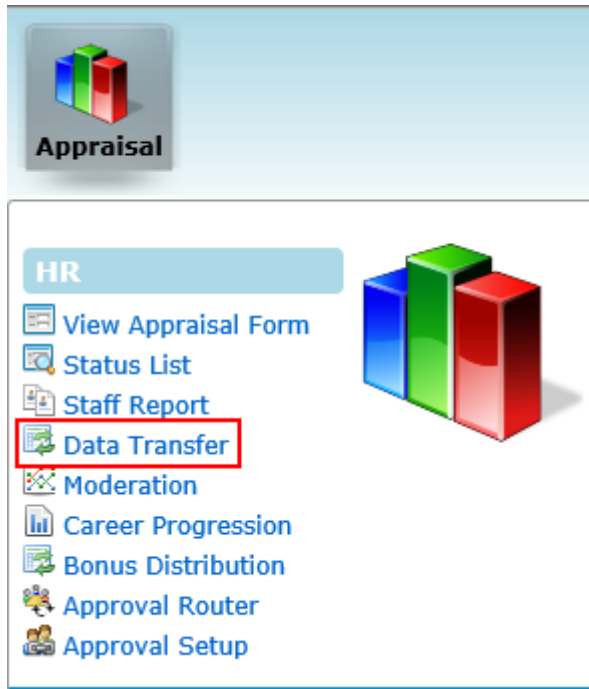 Appraisal
HR
View Appraisal Form
Status List
Staff Report
Data Transfer
Moderation
Career Progression
Bonus Distribution
Approval Router
Approval Setup